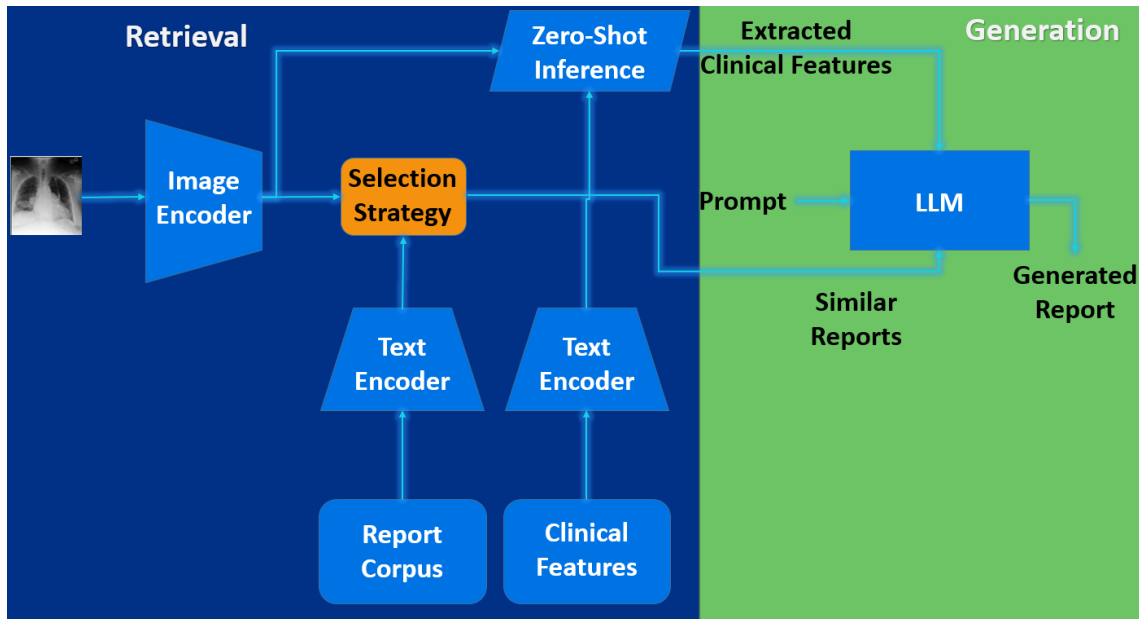 Retrieval
Generation
Zero-Shot
Inference
Extracted
Clinical Features
Image
Encoder
Selection
Strategy
Prompt
LLM
Similar
Reports
Generated
Report
Text
Encoder
Text
Encoder
Report
Corpus
Clinical
Features